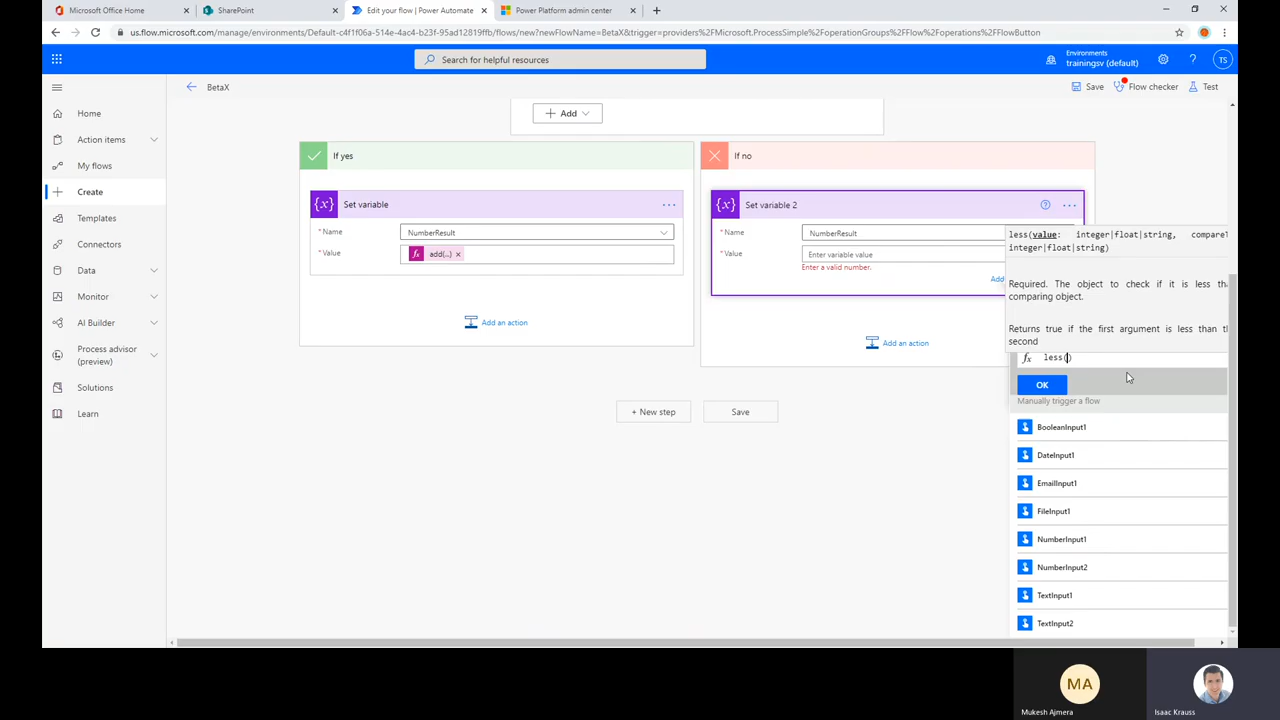 Microsoft Office Home
SharePoint
Edit your flow | Power Automate
Power Platform admin center
us.flow.microsoft.com/manage/environments/Default-c4f1f06a-514e-4ac4-b23f-95ad12819ffb/flows/new?newFlowName=BetaX&trigger=providers%2FMicrosoft.ProcessSimple%2FoperationGroups%2FFlow%2Foperations%2FFlowButton
Search for helpful resources
Environments
trainingsv (default)
TS
BetaX
Save
Flow checker
Test
Home
Action items
My flows
Create
Templates
Connectors
Data
Monitor
AI Builder
Process advisor
(preview)
Solutions
Learn
Add
If yes
Set variable
* Name
NumberResult
* Value
fx add(...) x
Add an action
If no
Set variable 2
* Name
NumberResult
* Value
Enter variable value
Enter a valid number.
Add
Add an action
+ New step
Save
less(value: integer|float|string, compareT
integer|float|string)
Required. The object to check if it is less tha
comparing object.
Returns true if the first argument is less than t
second
fx less()
OK
Manually trigger a flow
BooleanInput1
DateInput1
EmailInput1
FileInput1
NumberInput1
NumberInput2
TextInput1
TextInput2
MA
Mukesh Ajmera
Isaac Krauss